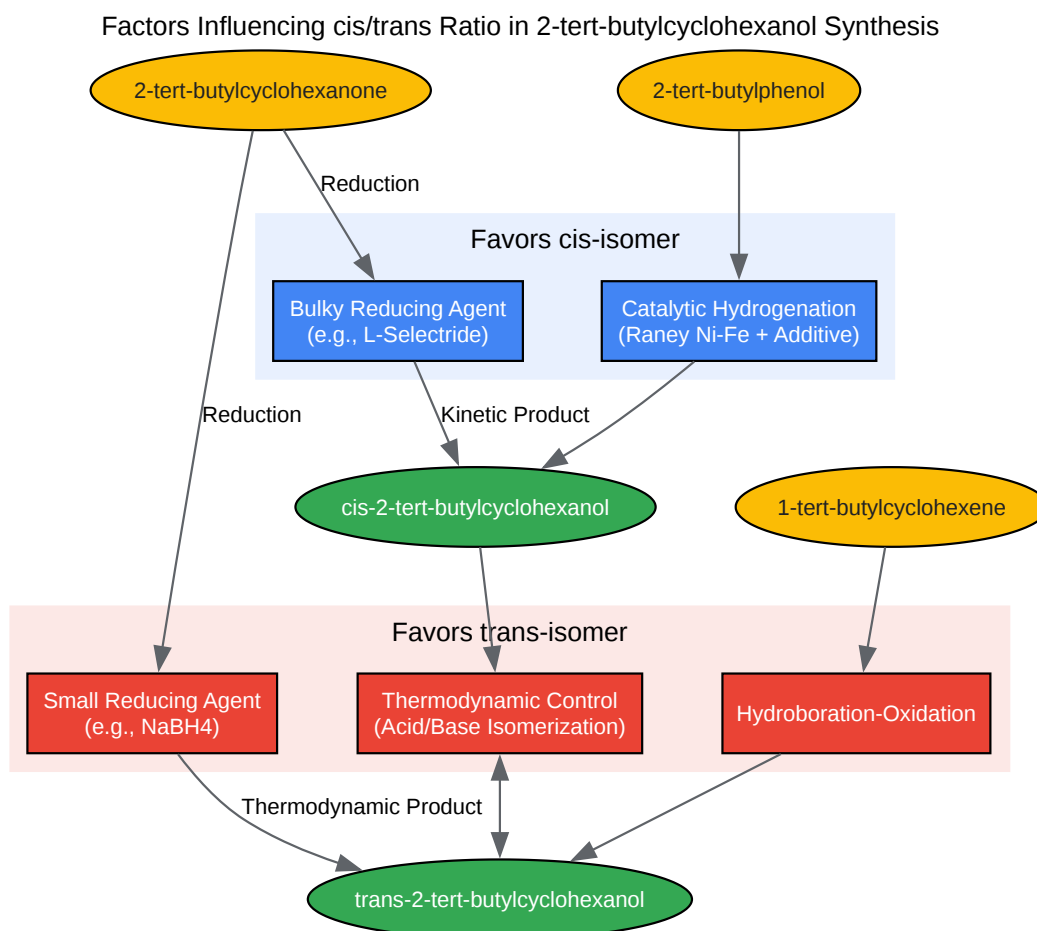 Factors Influencing cis/trans Ratio in 2-tert-butylcyclohexanol Synthesis
2-tert-butylcyclohexanone
2-tert-butylphenol
Reduction
Favors cis-isomer
Bulky Reducing Agent
(e.g., L-Selectride)
Catalytic Hydrogenation
(Raney Ni-Fe + Additive)
Reduction
Kinetic Product
cis-2-tert-butylcyclohexanol
1-tert-butylcyclohexene
Favors trans-isomer
Small Reducing Agent
(e.g., NaBH4)
Thermodynamic Control
(Acid/Base Isomerization)
Hydroboration-Oxidation
Thermodynamic Product
trans-2-tert-butylcyclohexanol